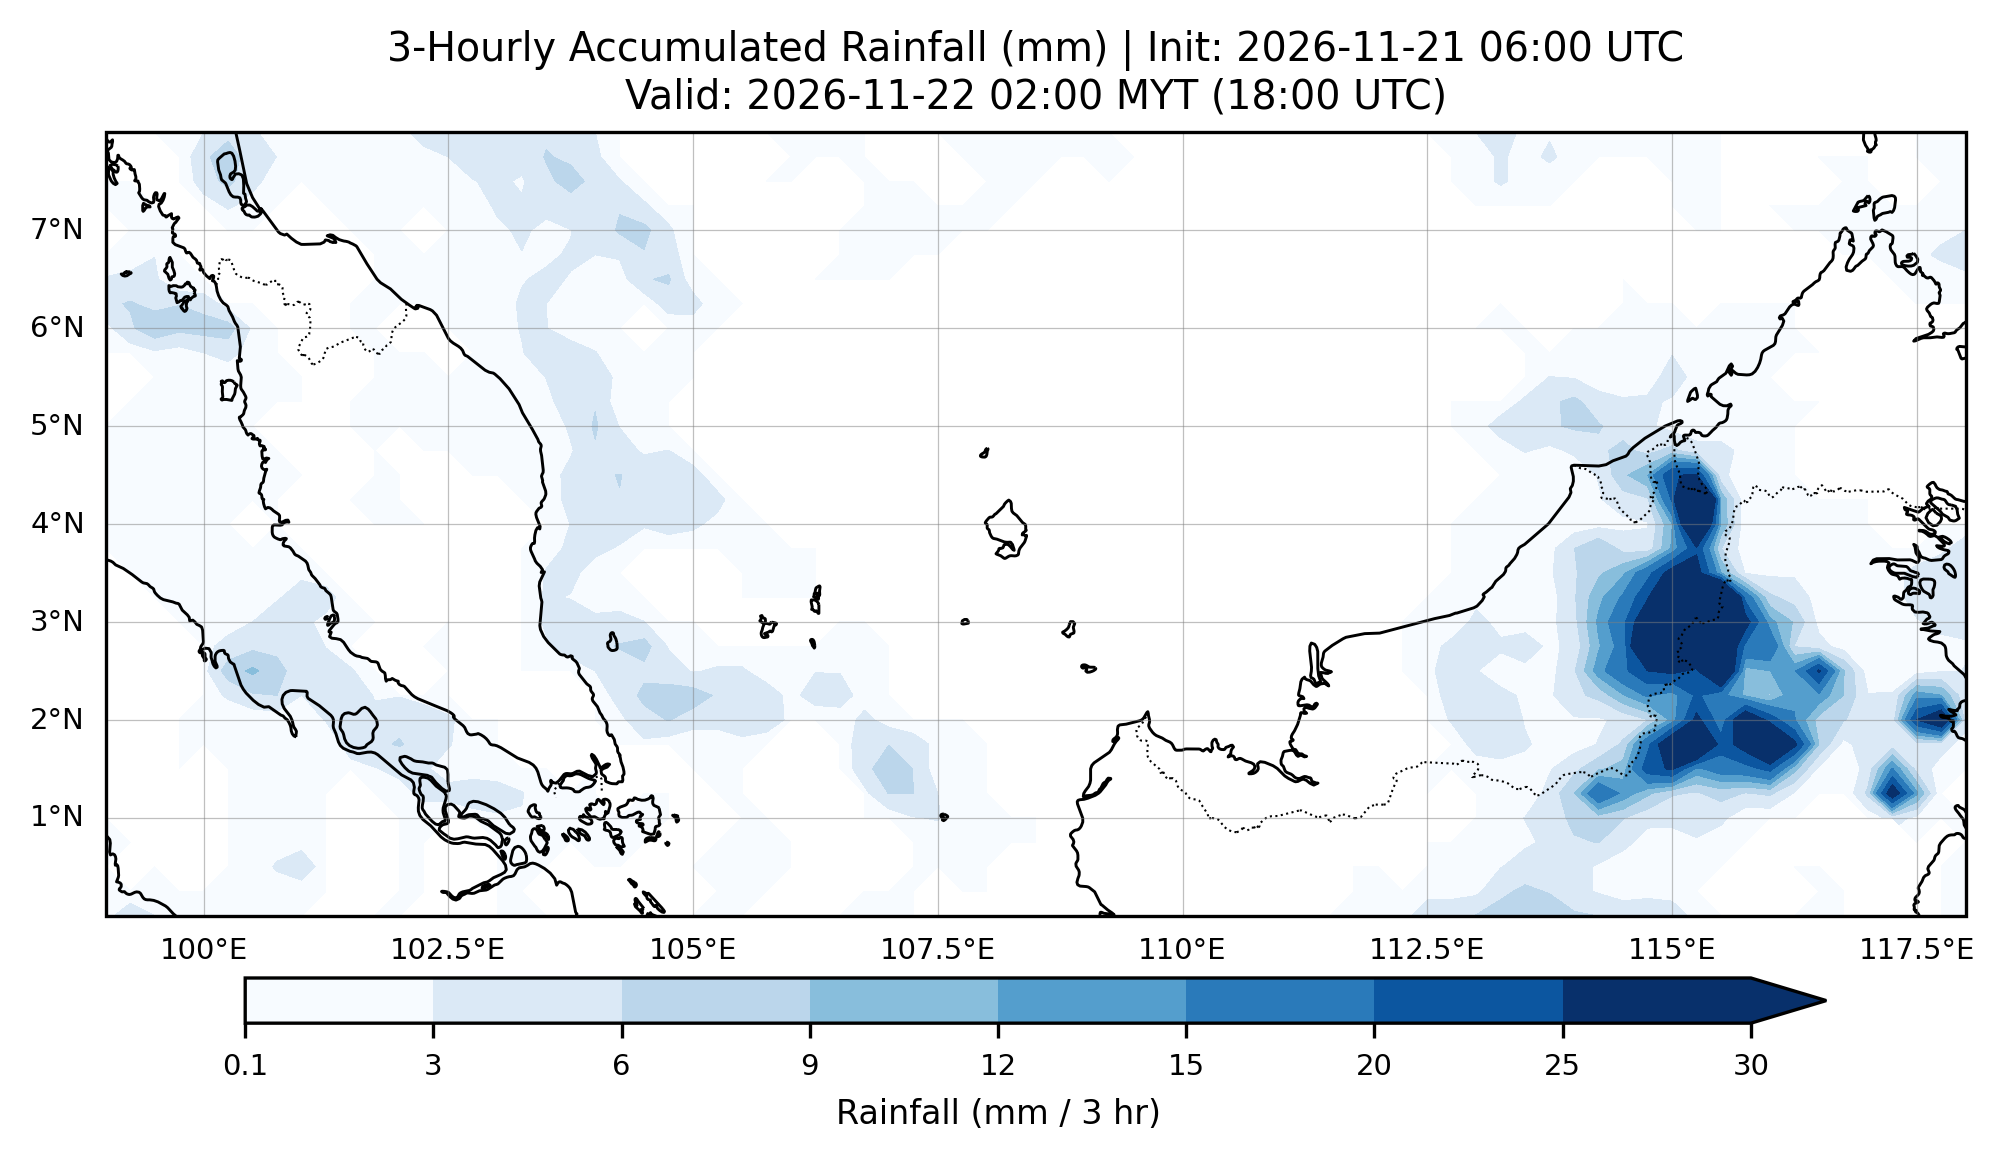 3-Hourly Accumulated Rainfall (mm) | Init: 2026-11-21 06:00 UTC
Valid: 2026-11-22 02:00 MYT (18:00 UTC)
7°N
6°N
5°N
4°N
3°N
2°N
1°N
100°E 102.5°E 105°E 107.5°E 110°E 112.5°E 115°E 117.5°E
0.1 3 6 9 12 15 20 25 30
Rainfall (mm / 3 hr)